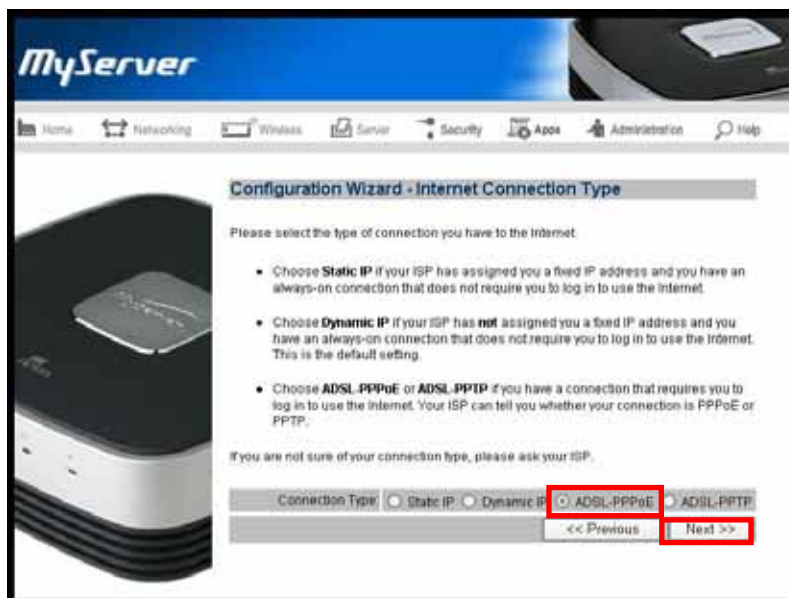 MyServer
Home Networking Wireless Server Security Apps Administration Help
Configuration Wizard - Internet Connection Type
Please select the type of connection you have to the Internet.
• Choose Static IP if your ISP has assigned you a fixed IP address and you have an
always-on connection that does not require you to log in to use the Internet.
• Choose Dynamic IP if your ISP has not assigned you a fixed IP address and you
have an always-on connection that does not require you to log in to use the Internet.
This is the default setting.
• Choose ADSL-PPPoE or ADSL-PPTP if you have a connection that requires you to
log in to use the Internet. Your ISP can tell you whether your connection is PPPoE or
PPTP.
If you are not sure of your connection type, please ask your ISP.
Connection Type: Static IP Dynamic IP ADSL-PPPoE ADSL-PPTP
<< Previous Next >>